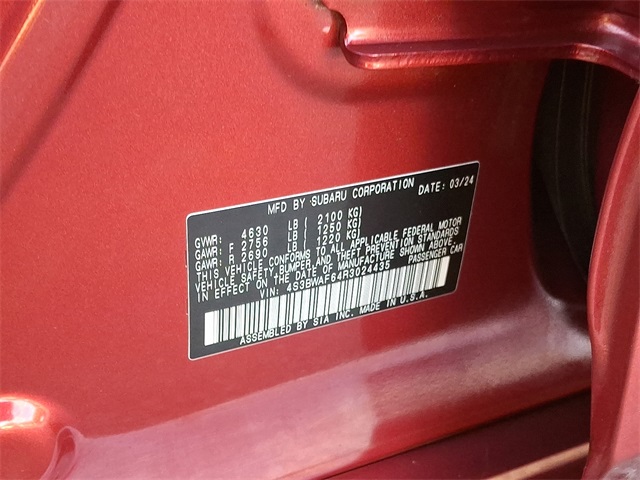 MFD BY SUBARU CORPORATION DATE: 03/24
GVWR: 4630 LB ( 2100 KG)
GAWR: F 2756 LB ( 1250 KG)
GAWR: R 2690 LB ( 1220 KG)
THIS VEHICLE CONFORMS TO ALL APPLICABLE FEDERAL MOTOR
VEHICLE SAFETY, BUMPER, AND THEFT PREVENTION STANDARDS
IN EFFECT ON THE DATE OF MANUFACTURE SHOWN ABOVE.
VIN: 4S3BWAF64R3024435 PASSENGER CAR
ASSEMBLED BY SIA INC. MADE IN U.S.A.